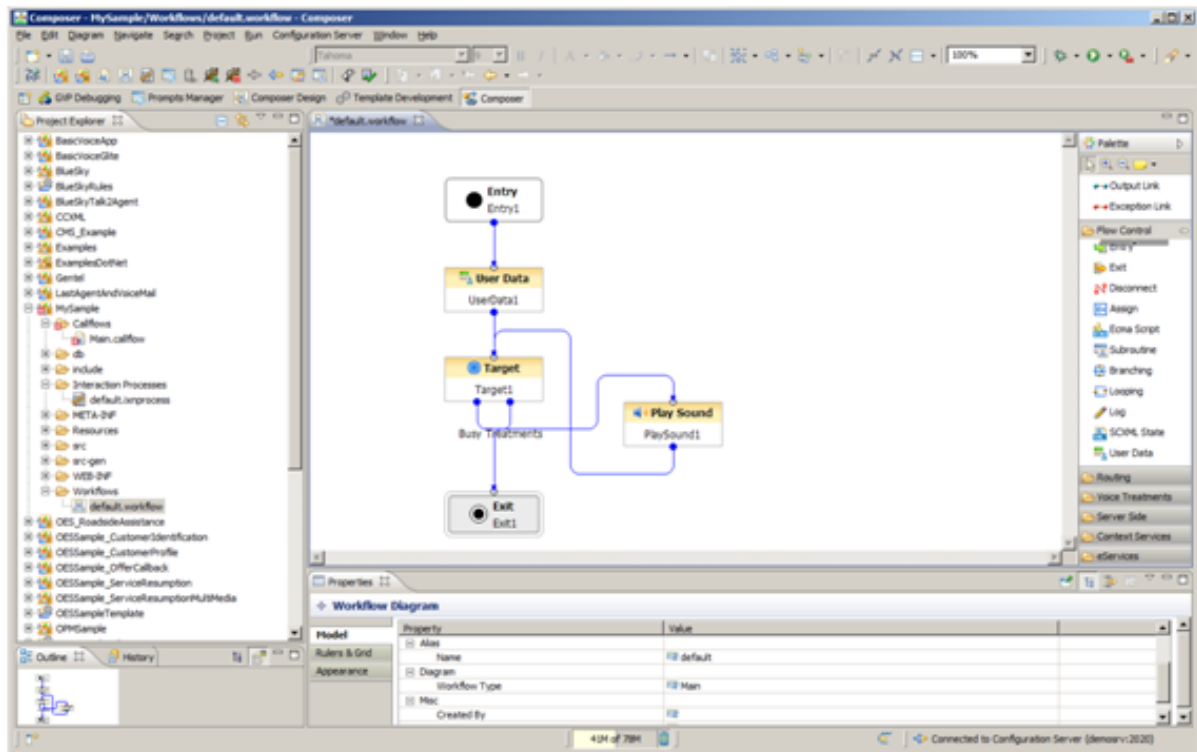 Composer - MySample/Workflows/default.workflow - Composer
File Edit Diagram Navigate Search Project Run Configuration Server Window Help
Tahoma 9 B I A 100%
GVP Debugging Prompts Manager Composer Design Template Development Composer
Project Explorer
BasicVoiceApp
BasicVoiceGlite
BlueSky
BlueSkyRules
BlueSkyTalk2Agent
CCXML
CMS_Example
Examples
ExamplesDotNet
Gentel
LastAgentAndVoiceMail
MySample
Callflows
Main.callflow
db
include
Interaction Processes
default.ixnprocess
META-INF
Resources
src
src-gen
WEB-INF
Workflows
default.workflow
OES_RoadsideAssistance
OESSample_CustomerIdentification
OESSample_CustomerProfile
OESSample_OfferCallback
OESSample_ServiceResumption
OESSample_ServiceResumptionMultiMedia
OESSampleTemplate
OPMSample
Outline History
*default.workflow
Entry
Entry1
User Data
UserData1
Target
Target1
Busy Treatments
Play Sound
PlaySound1
Exit
Exit1
Palette
Output Link
Exception Link
Flow Control
Entry
Exit
Disconnect
Assign
Ecma Script
Subroutine
Branching
Looping
Log
SCXML State
User Data
Routing
Voice Treatments
Server Side
Context Services
eServices
Properties
Workflow Diagram
Model
Rulers & Grid
Appearance
Property Value
Alias
Name default
Diagram
Workflow Type Main
Misc
Created By
41M of 78M
Connected to Configuration Server (demosrv:2020)